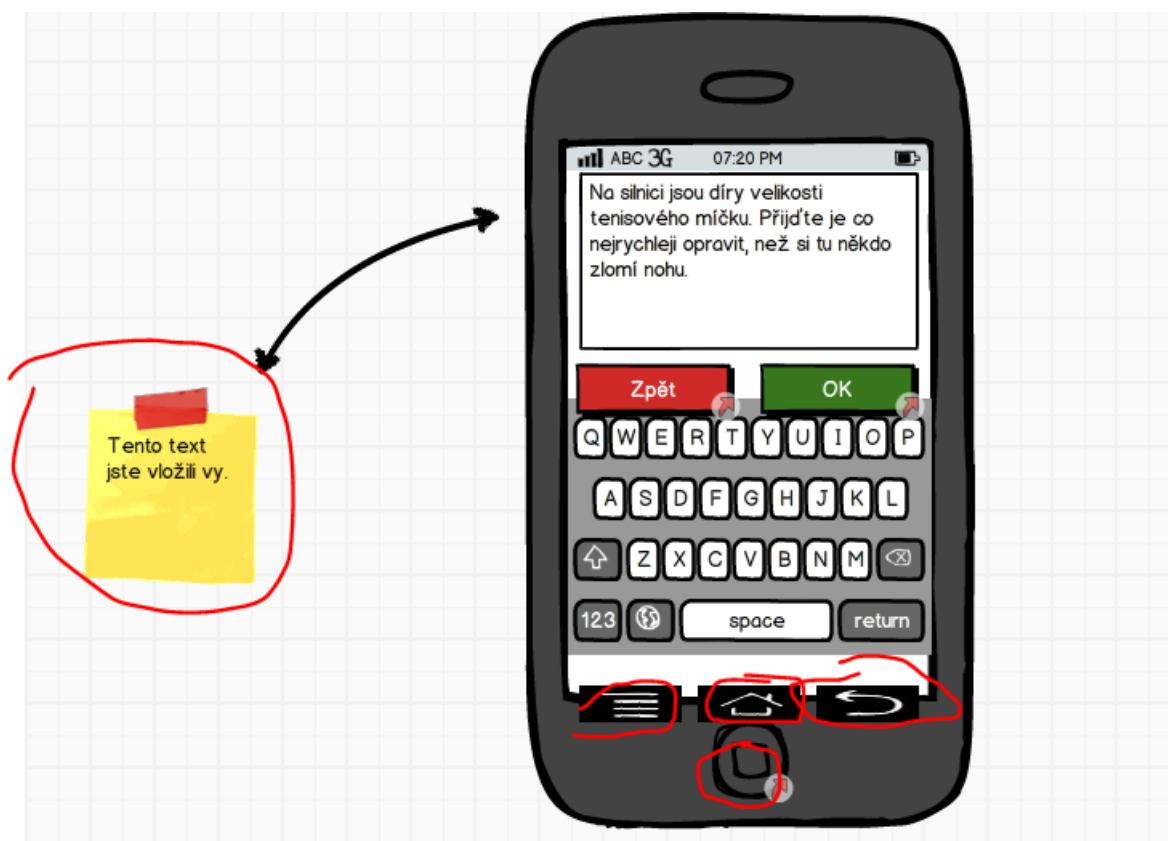 ABC 3G 07:20 PM
Na silnici jsou díry velikosti
tenisového míčku. Přijďte je co
nejrychleji opravit, než si tu někdo
zlomí nohu.
Tento text
jste vložili vy.
Zpět OK
Q W E R T Y U I O P
A S D F G H J K L
Z X C V B N M
123 space return